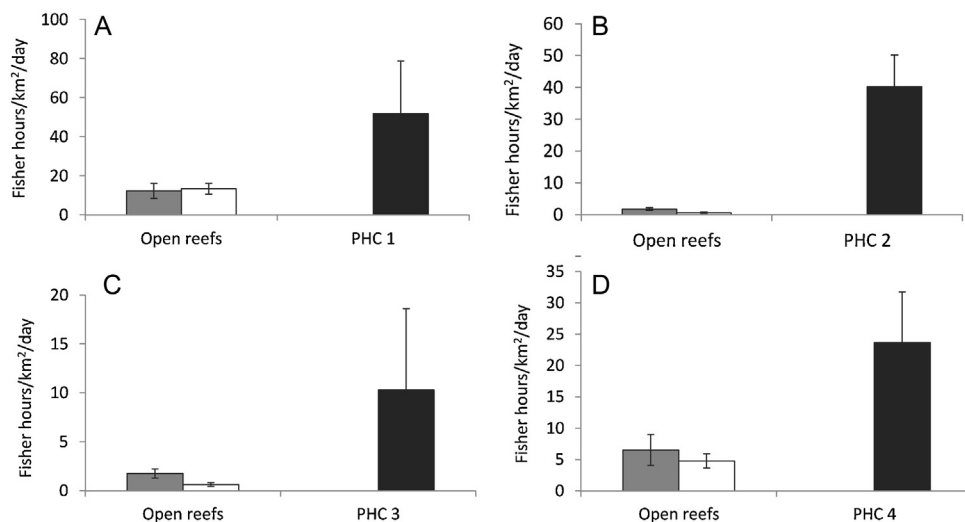 A
Fisher hours/km²/day
100
80
60
40
20
0
Open reefs PHC 1
B
Fisher hours/km²/day
60
50
40
30
20
10
0
Open reefs PHC 2
C
Fisher hours/km²/day
20
15
10
5
0
Open reefs PHC 3
D
Fisher hours/km²/day
35
30
25
20
15
10
5
0
Open reefs PHC 4